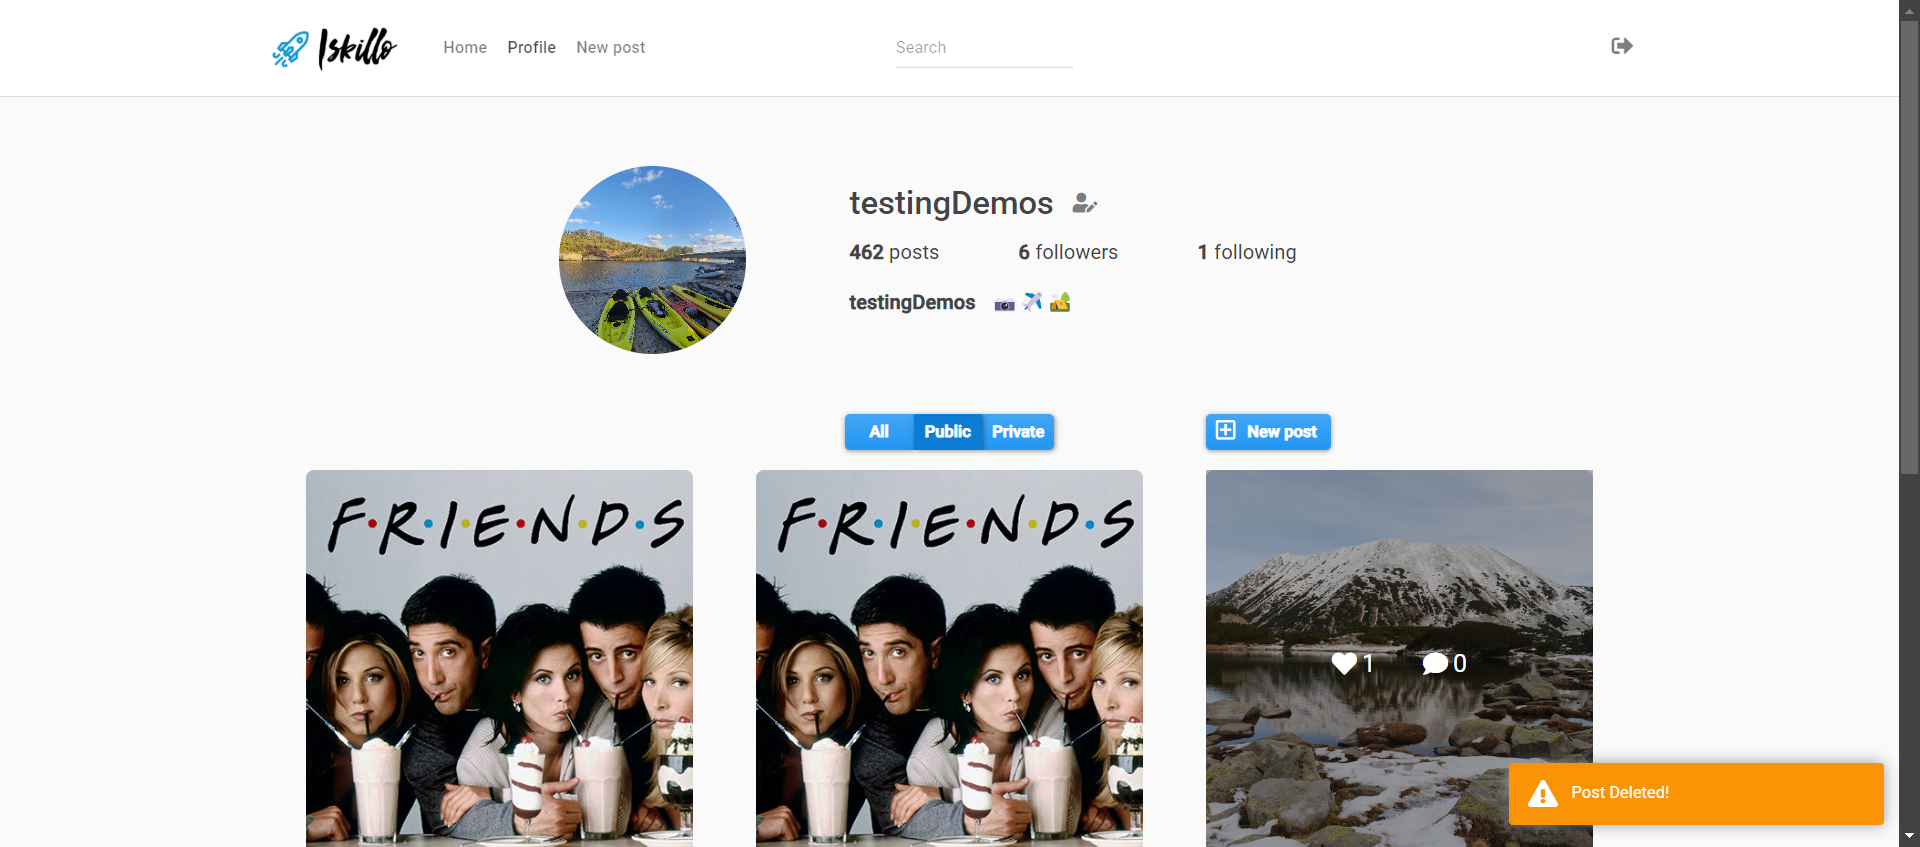 Iskillo
Home Profile New post
Search
testingDemos
462 posts 6 followers 1 following
testingDemos
All Public Private
New post
F·R·I·E·N·D·S
F·R·I·E·N·D·S
1 0
Post Deleted!